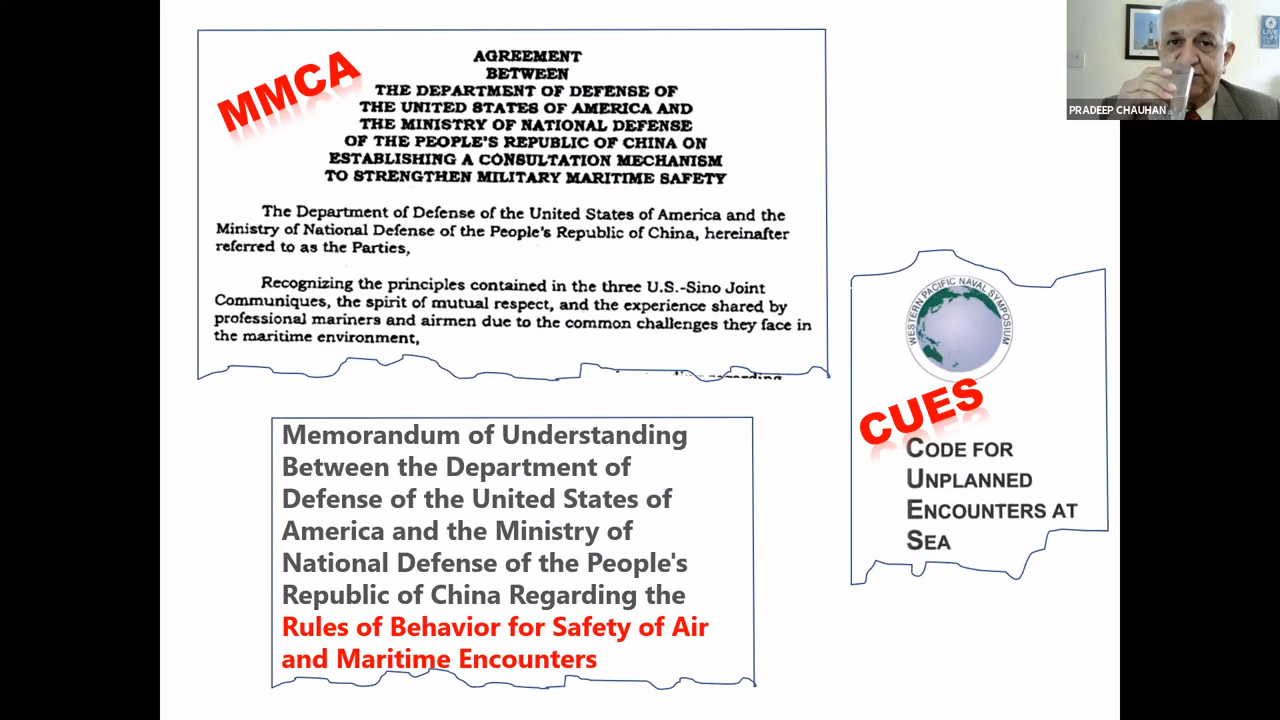 MMCA
AGREEMENT
BETWEEN
THE DEPARTMENT OF DEFENSE OF
THE UNITED STATES OF AMERICA AND
THE MINISTRY OF NATIONAL DEFENSE
OF THE PEOPLE'S REPUBLIC OF CHINA ON
ESTABLISHING A CONSULTATION MECHANISM
TO STRENGTHEN MILITARY MARITIME SAFETY
The Department of Defense of the United States of America and the
Ministry of National Defense of the People's Republic of China, hereinafter
referred to as the Parties,
Recognizing the principles contained in the three U.S.-Sino Joint
Communiques, the spirit of mutual respect, and the experience shared by
professional mariners and airmen due to the common challenges they face in
the maritime environment,
Memorandum of Understanding
Between the Department of
Defense of the United States of
America and the Ministry of
National Defense of the People's
Republic of China Regarding the
Rules of Behavior for Safety of Air
and Maritime Encounters
WESTERN PACIFIC NAVAL SYMPOSIUM
CUES
CODE FOR
UNPLANNED
ENCOUNTERS AT
SEA
PRADEEP CHAUHAN